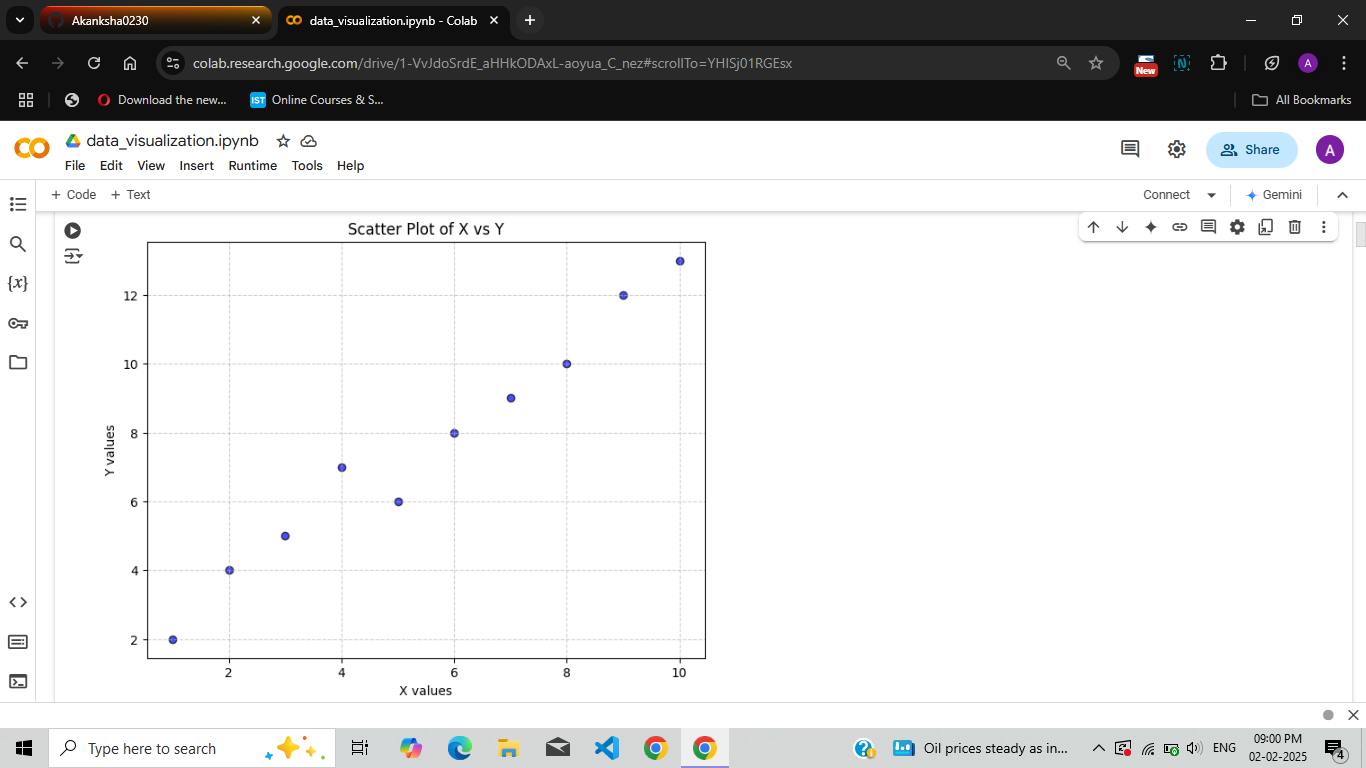 Akanksha0230
data_visualization.ipynb - Colab
colab.research.google.com/drive/1-VvJdoSrdE_aHHkODAxL-aoyua_C_nez#scrollTo=YHISj01RGEsx
New
N
A
Download the new...
IST Online Courses & S...
All Bookmarks
data_visualization.ipynb
File Edit View Insert Runtime Tools Help
Share
A
+ Code + Text
Connect
Gemini
{x}
Scatter Plot of X vs Y
12
10
8
6
4
2
Y values
2 4 6 8 10
X values
Type here to search
Oil prices steady as in...
ENG
09:00 PM
02-02-2025
4